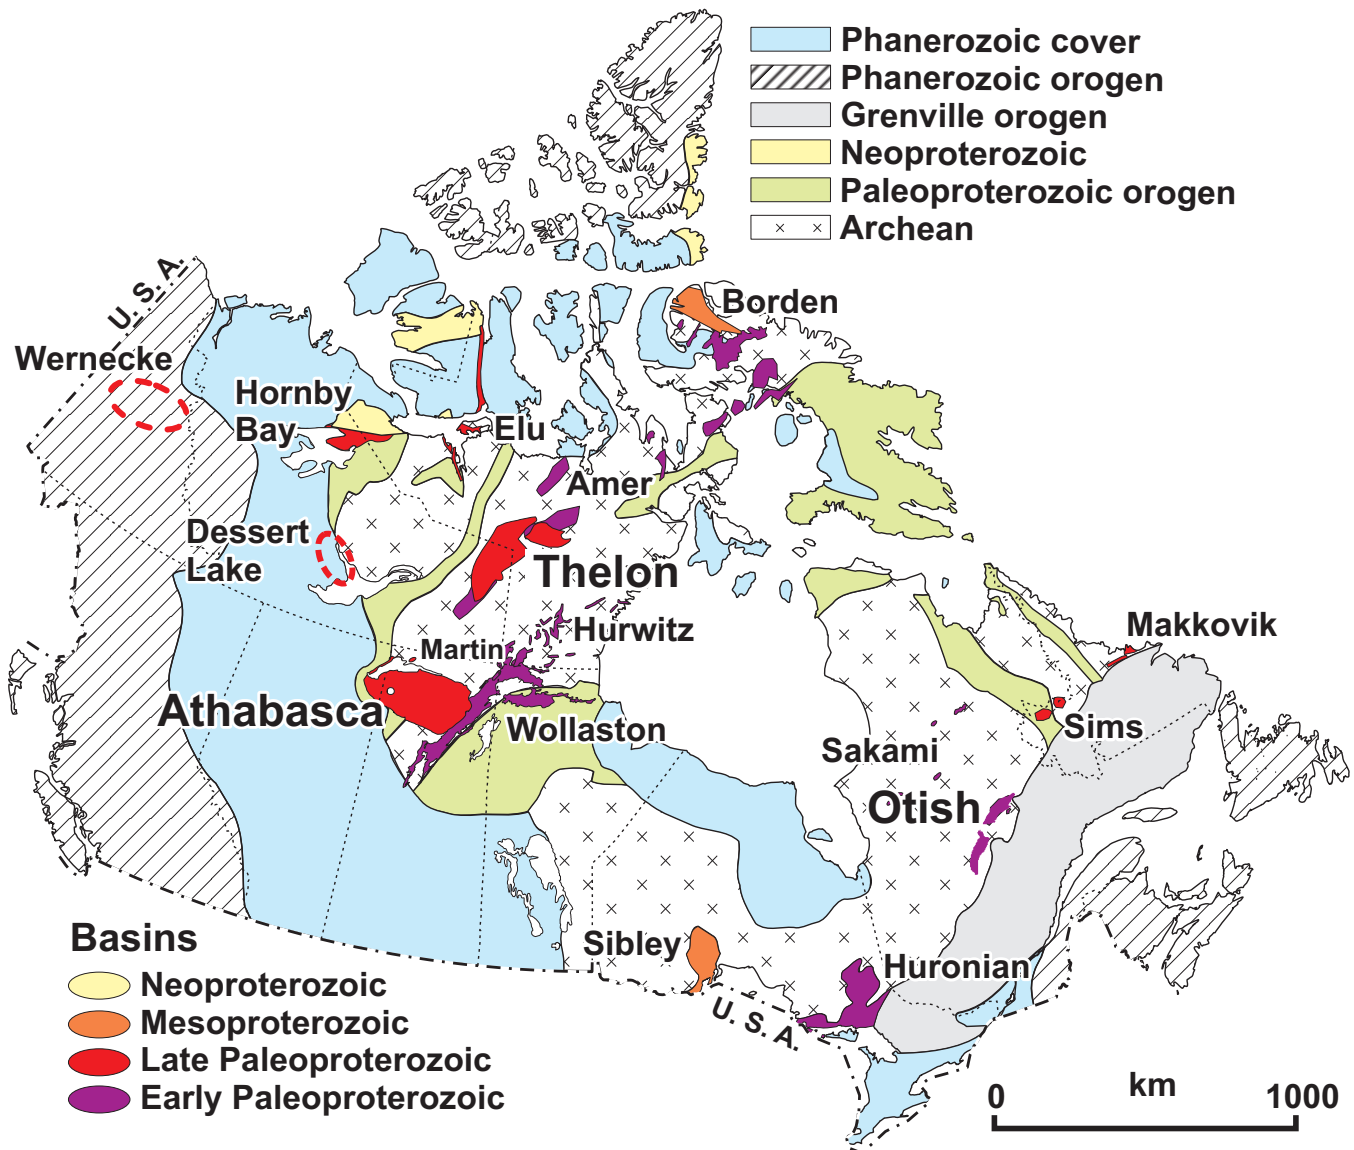 Phanerozoic cover
Phanerozoic orogen
Grenville orogen
Neoproterozoic
Paleoproterozoic orogen
Archean
U. S. A.
Borden
Wernecke
Hornby
Bay
Elu
Amer
Dessert
Lake
Thelon
Hurwitz
Makkovik
Martin
Athabasca
Wollaston
Sims
Sakami
Otish
Basins
Sibley
Huronian
Neoproterozoic
Mesoproterozoic
U. S. A.
Late Paleoproterozoic
Early Paleoproterozoic
km
0 1000